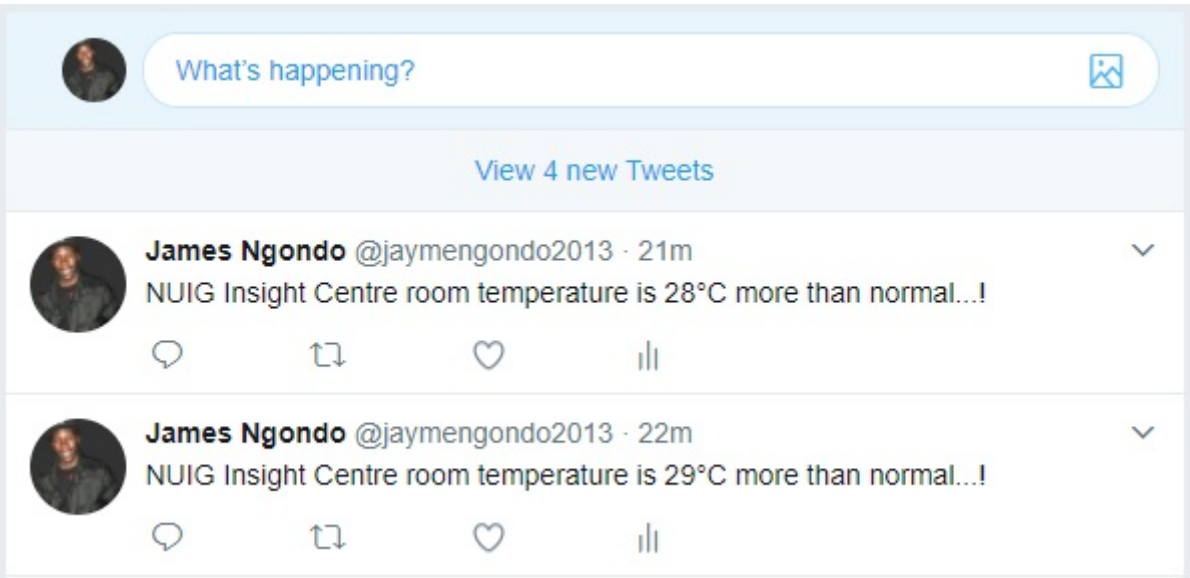 What's happening?
View 4 new Tweets
James Ngondo @jaymengondo2013 · 21m
NUIG Insight Centre room temperature is 28°C more than normal...!
James Ngondo @jaymengondo2013 · 22m
NUIG Insight Centre room temperature is 29°C more than normal...!